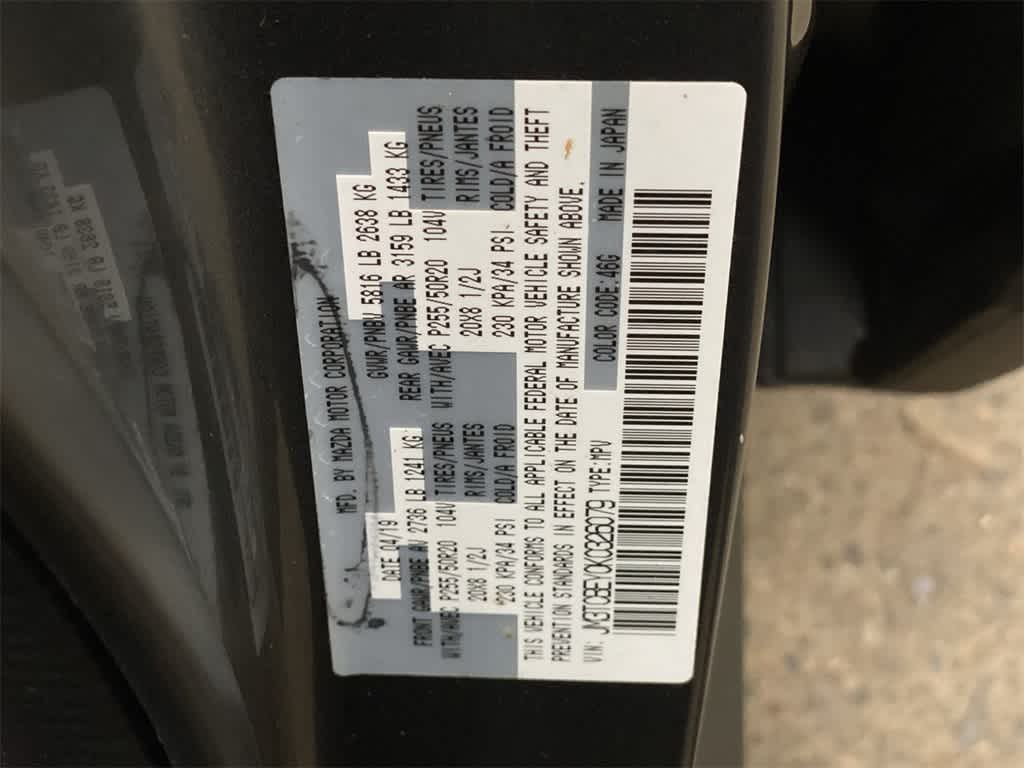 MFD. BY MAZDA MOTOR CORPORATION
DATE 04/19 GVWR/PNBV 5816 LB 2638 KG
FRONT GAWR/PNBE AV 2736 LB 1241 KG REAR GAWR/PNBE AR 3159 LB 1433 KG
WITH/AVEC P255/50R20 104V TIRES/PNEUS WITH/AVEC P255/50R20 104V TIRES/PNEUS
20X8 1/2J RIMS/JANTES 20X8 1/2J RIMS/JANTES
230 KPA/34 PSI COLD/A FROID 230 KPA/34 PSI COLD/A FROID
THIS VEHICLE CONFORMS TO ALL APPLICABLE FEDERAL MOTOR VEHICLE SAFETY AND THEFT
PREVENTION STANDARDS IN EFFECT ON THE DATE OF MANUFACTURE SHOWN ABOVE.
VIN: JM3TCBEY0K0326079 TYPE:MPV COLOR CODE:46G MADE IN JAPAN